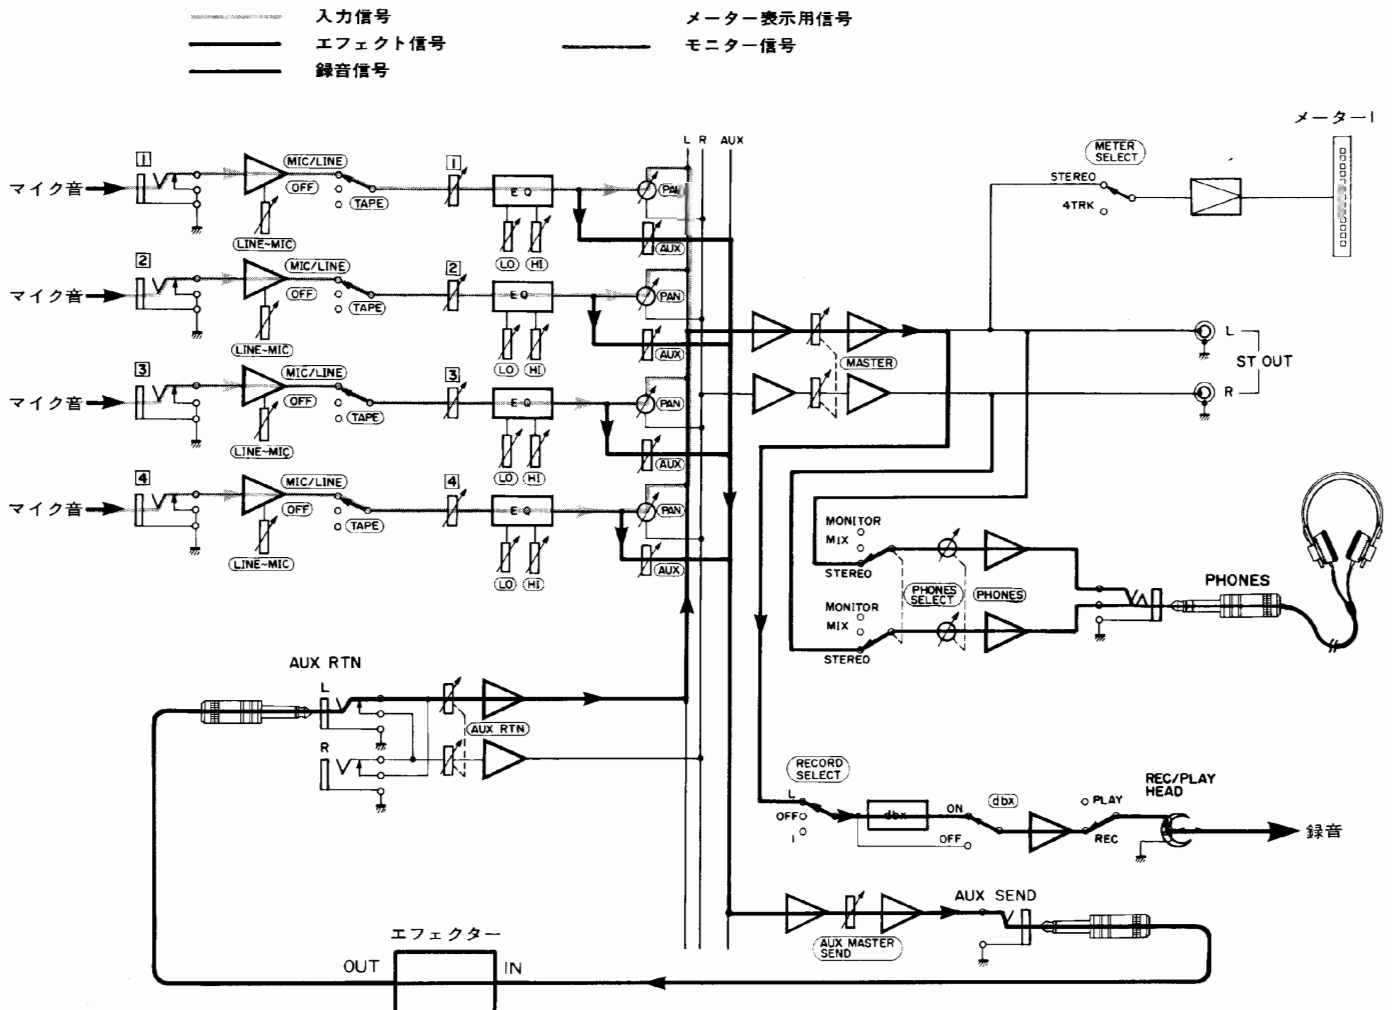 入力信号
メーター表示用信号
エフェクト信号
モニター信号
録音信号
メーター1
L R AUX
METER SELECT
STEREO
4TRK
1
マイク音
MIC/LINE
OFF
TAPE
LINE~MIC
1
EQ
LO HI
PAN
AUX
2
マイク音
MIC/LINE
OFF
TAPE
LINE~MIC
2
EQ
LO HI
PAN
AUX
3
マイク音
MIC/LINE
OFF
TAPE
LINE~MIC
3
EQ
LO HI
PAN
AUX
4
マイク音
MIC/LINE
OFF
TAPE
LINE~MIC
4
EQ
LO HI
PAN
AUX
MASTER
L
ST OUT
R
MONITOR
MIX
STEREO
PHONES SELECT
PHONES
MONITOR
MIX
STEREO
PHONES
AUX RTN
L
R
AUX RTN
RECORD SELECT
L
OFF
1
dbx
ON
OFF
dbx
PLAY
REC
REC/PLAY HEAD
録音
AUX SEND
AUX MASTER SEND
エフェクター
OUT
IN